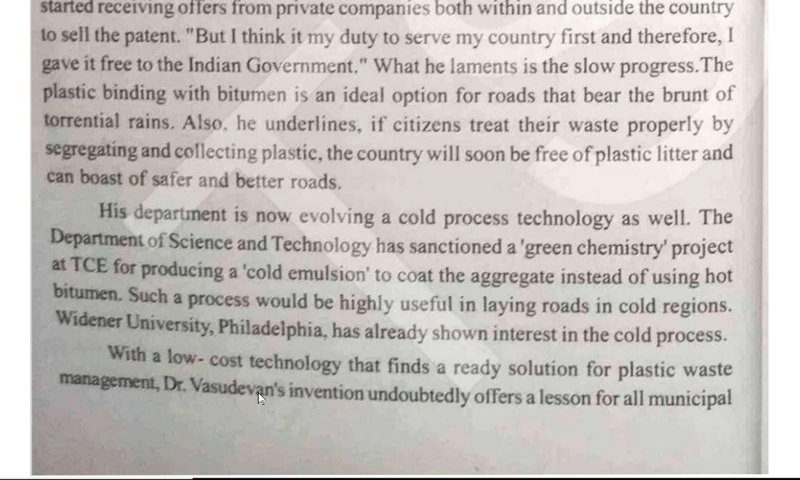 started receiving offers from private companies both within and outside the country
to sell the patent. "But I think it my duty to serve my country first and therefore, I
gave it free to the Indian Government." What he laments is the slow progress.The
plastic binding with bitumen is an ideal option for roads that bear the brunt of
torrential rains. Also, he underlines, if citizens treat their waste properly by
segregating and collecting plastic, the country will soon be free of plastic litter and
can boast of safer and better roads.
His department is now evolving a cold process technology as well. The
Department of Science and Technology has sanctioned a 'green chemistry' project
at TCE for producing a 'cold emulsion' to coat the aggregate instead of using hot
bitumen. Such a process would be highly useful in laying roads in cold regions.
Widener University, Philadelphia, has already shown interest in the cold process.
With a low- cost technology that finds a ready solution for plastic waste
management, Dr. Vasudevan's invention undoubtedly offers a lesson for all municipal